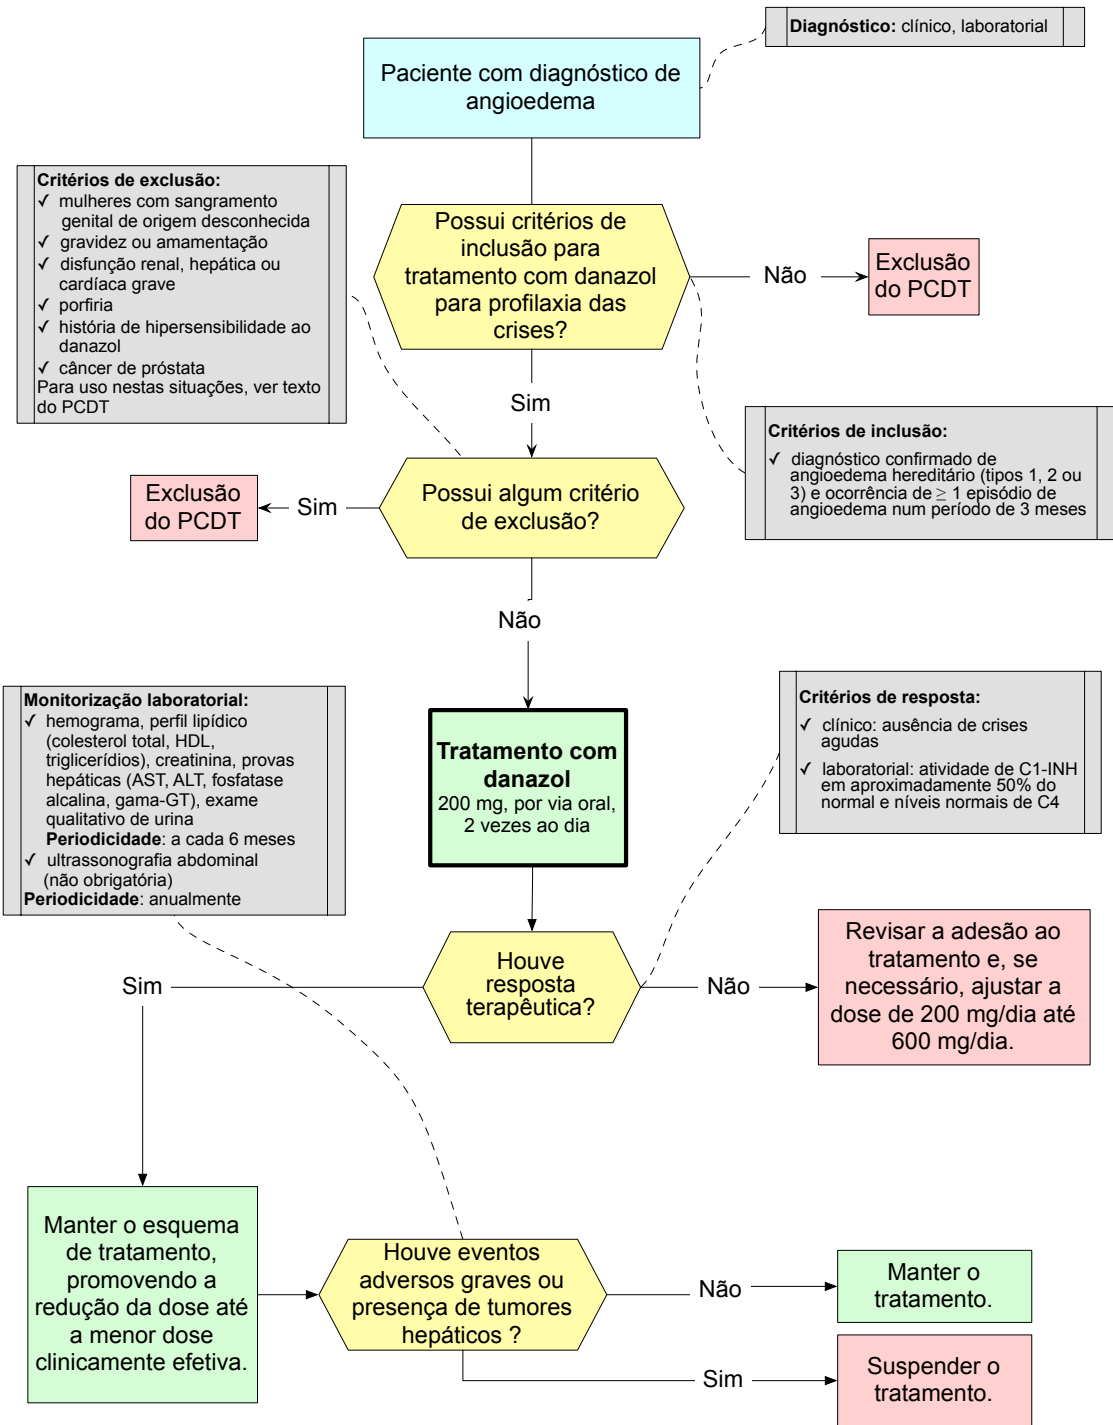 Diagnóstico: clínico, laboratorial
Paciente com diagnóstico de
angioedema
Critérios de exclusão:
✓ mulheres com sangramento
genital de origem desconhecida
✓ gravidez ou amamentação
✓ disfunção renal, hepática ou
cardíaca grave
✓ porfiria
✓ história de hipersensibilidade ao
danazol
✓ câncer de próstata
Para uso nestas situações, ver texto
do PCDT
Possui critérios de
inclusão para
tratamento com danazol
para profilaxia das
crises?
Não
Exclusão
do PCDT
Sim
Critérios de inclusão:
✓ diagnóstico confirmado de
angioedema hereditário (tipos 1, 2 ou
3) e ocorrência de ≥ 1 episódio de
angioedema num período de 3 meses
Possui algum critério
de exclusão?
Sim
Exclusão
do PCDT
Não
Monitorização laboratorial:
✓ hemograma, perfil lipídico
(colesterol total, HDL,
triglicerídios), creatinina, provas
hepáticas (AST, ALT, fosfatase
alcalina, gama-GT), exame
qualitativo de urina
Periodicidade: a cada 6 meses
✓ ultrassonografia abdominal
(não obrigatória)
Periodicidade: anualmente
Tratamento com
danazol
200 mg, por via oral,
2 vezes ao dia
Critérios de resposta:
✓ clínico: ausência de crises
agudas
✓ laboratorial: atividade de C1-INH
em aproximadamente 50% do
normal e níveis normais de C4
Houve
resposta
terapêutica?
Sim
Não
Revisar a adesão ao
tratamento e, se
necessário, ajustar a
dose de 200 mg/dia até
600 mg/dia.
Manter o esquema
de tratamento,
promovendo a
redução da dose até
a menor dose
clinicamente efetiva.
Houve eventos
adversos graves ou
presença de tumores
hepáticos ?
Não
Manter o
tratamento.
Sim
Suspender o
tratamento.